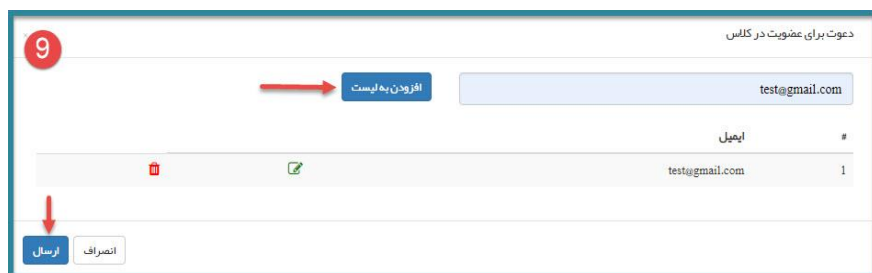 دعوت برای عضویت در کلاس
9
test@gmail.com
افزودن به لیست
# ایمیل
1 test@gmail.com
انصراف
ارسال